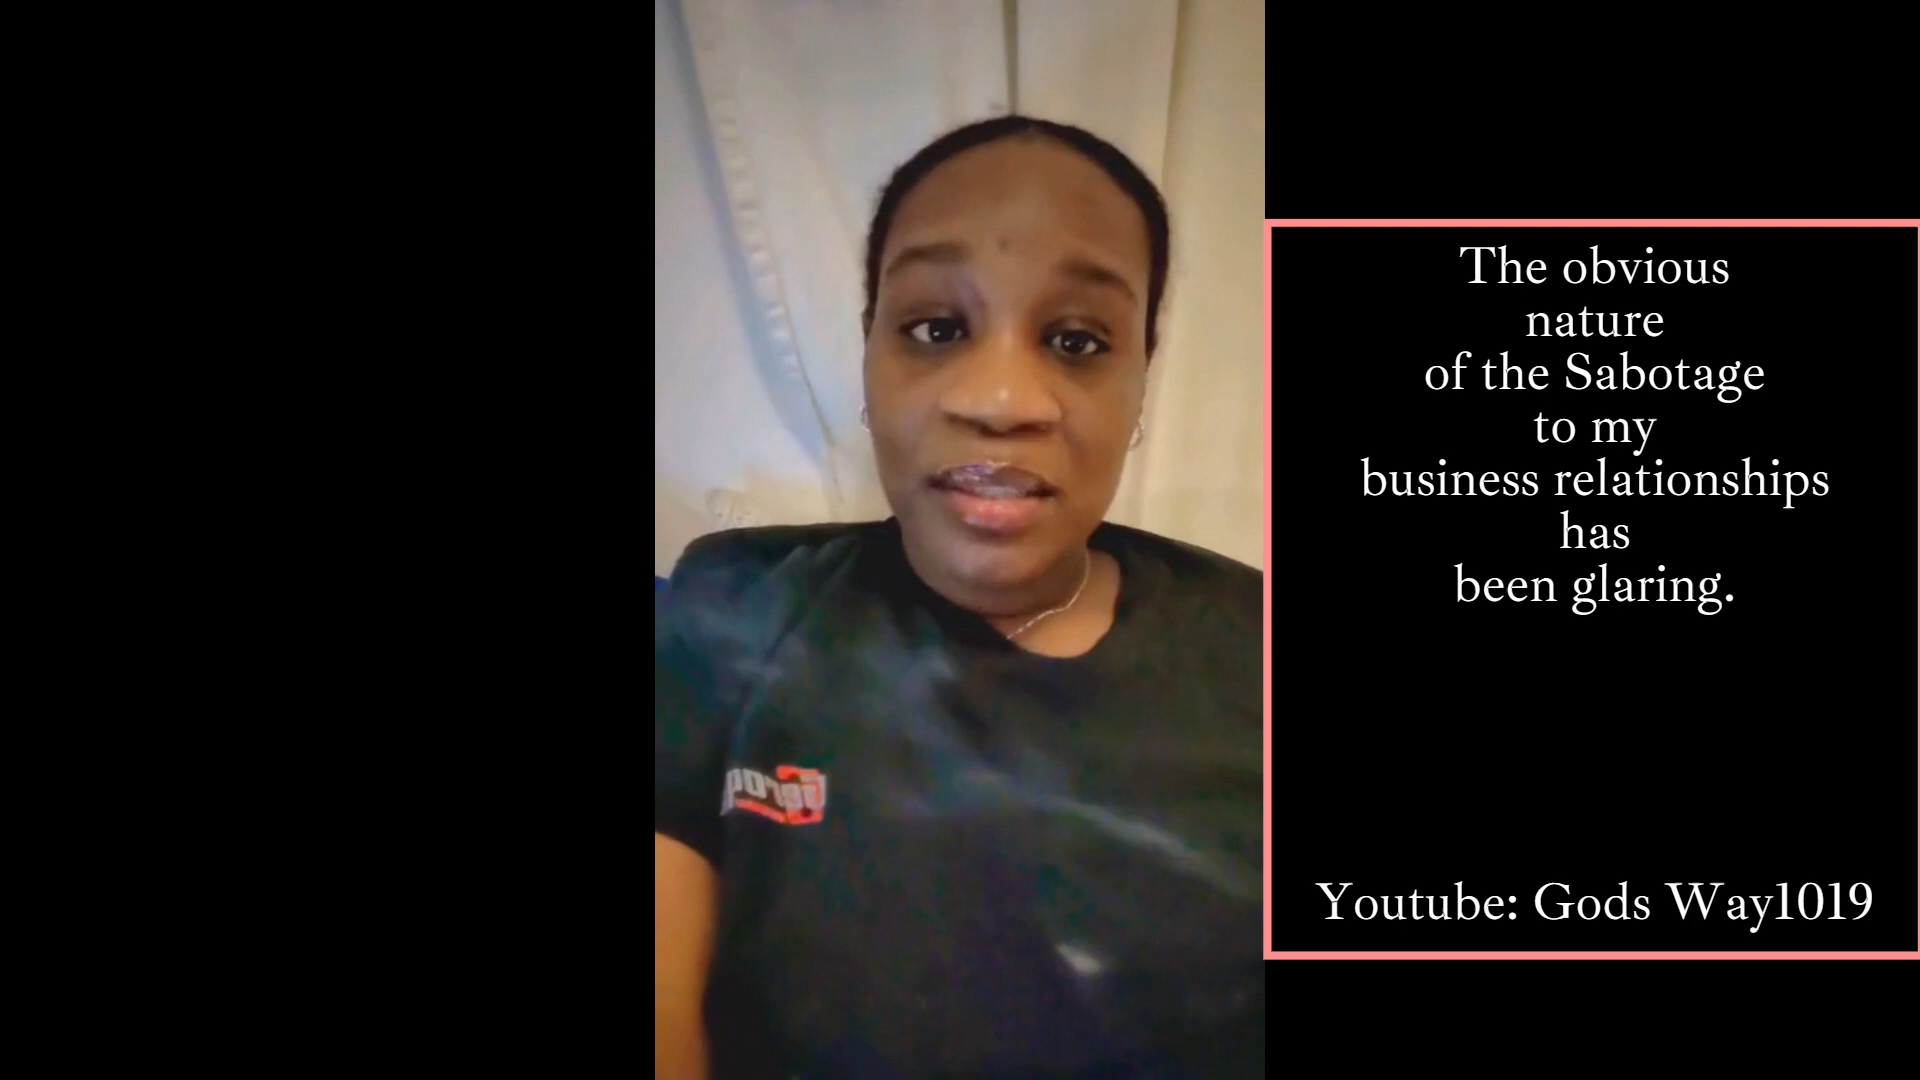 The obvious
nature
of the Sabotage
to my
business relationships
has
been glaring.
Youtube: Gods Way1019